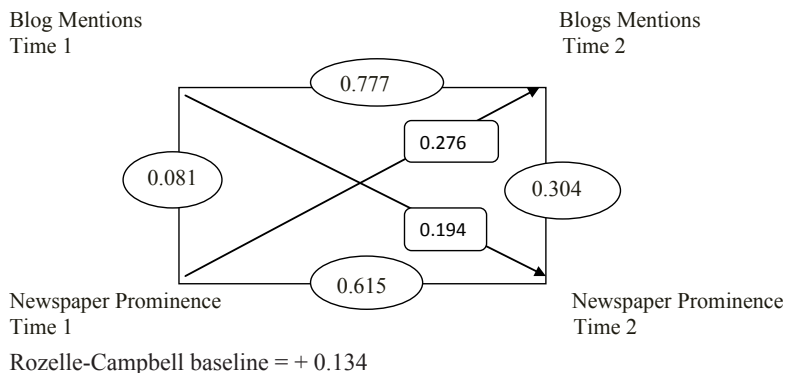 Blog Mentions
Time 1
Blogs Mentions
Time 2
0.777
0.276
0.081
0.304
0.194
0.615
Newspaper Prominence
Time 1
Newspaper Prominence
Time 2
Rozelle-Campbell baseline = + 0.134